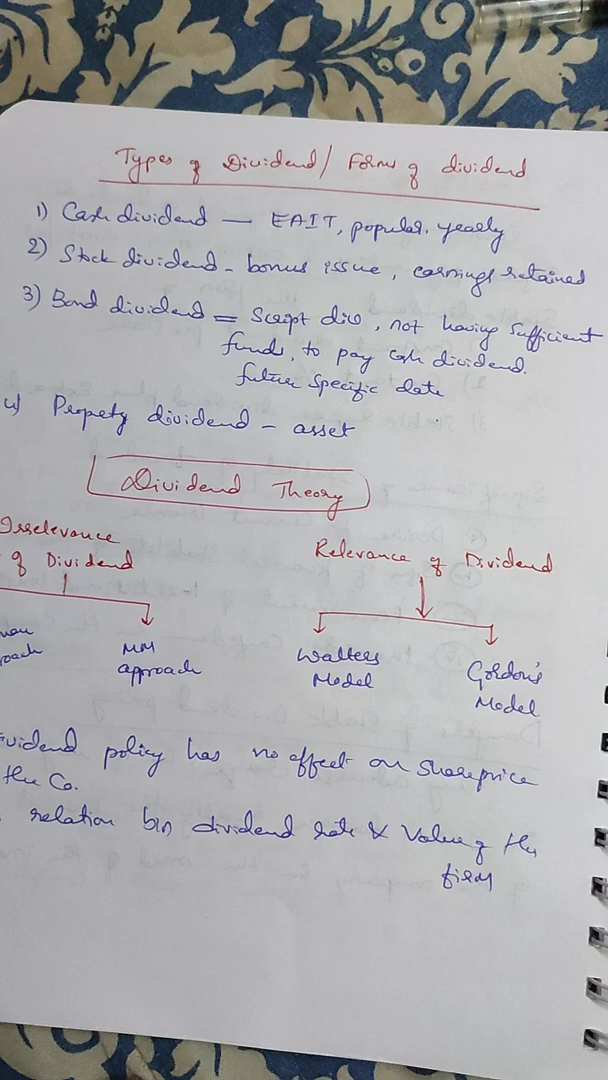 Types of Dividend/ Forms of dividend
1) Cash dividend — EAIT, popular. yearly
2) Stock dividend - bonus issue, earnings retained
3) Bond dividend = Script div, not having sufficient
funds, to pay cash dividend.
future specific date
4) Property dividend - asset
Dividend Theory
Irrelevance
of Dividend
Relevance of Dividend
MM
approach
Walters
Model
Gordon's
Model
dividend policy has no effect on Shareprice
the Co.
relation b/n dividend rate & Value of the
firm